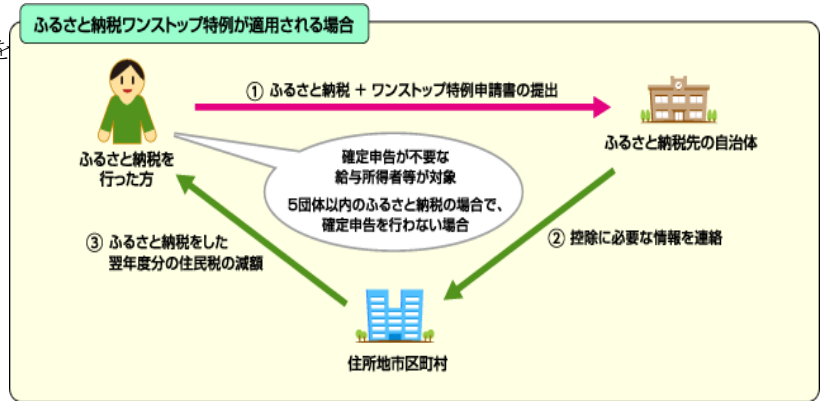 ふるさと納税ワンストップ特例が適用される場合
を
① ふるさと納税 + ワンストップ特例申請書の提出
ふるさと納税を
行った方
ふるさと納税先の自治体
確定申告が不要な
給与所得者等が対象
5団体以内のふるさと納税の場合で、
確定申告を行わない場合
② 控除に必要な情報を連絡
③ ふるさと納税をした
翌年度分の住民税の減額
住所地市区町村